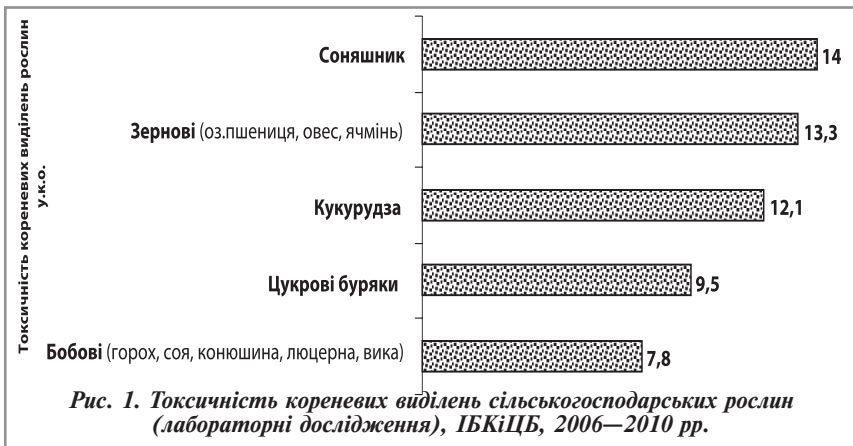 Токсичність кореневих виділень рослин
у.к.о.
Соняшник
14
Зернові (оз.пшениця, овес, ячмінь)
13,3
Кукурудза
12,1
Цукрові буряки
9,5
Бобові (горох, соя, конюшина, люцерна, вика)
7,8
Рис. 1. Токсичність кореневих виділень сільськогосподарських рослин
(лабораторні дослідження), ІБКіЦБ, 2006—2010 рр.